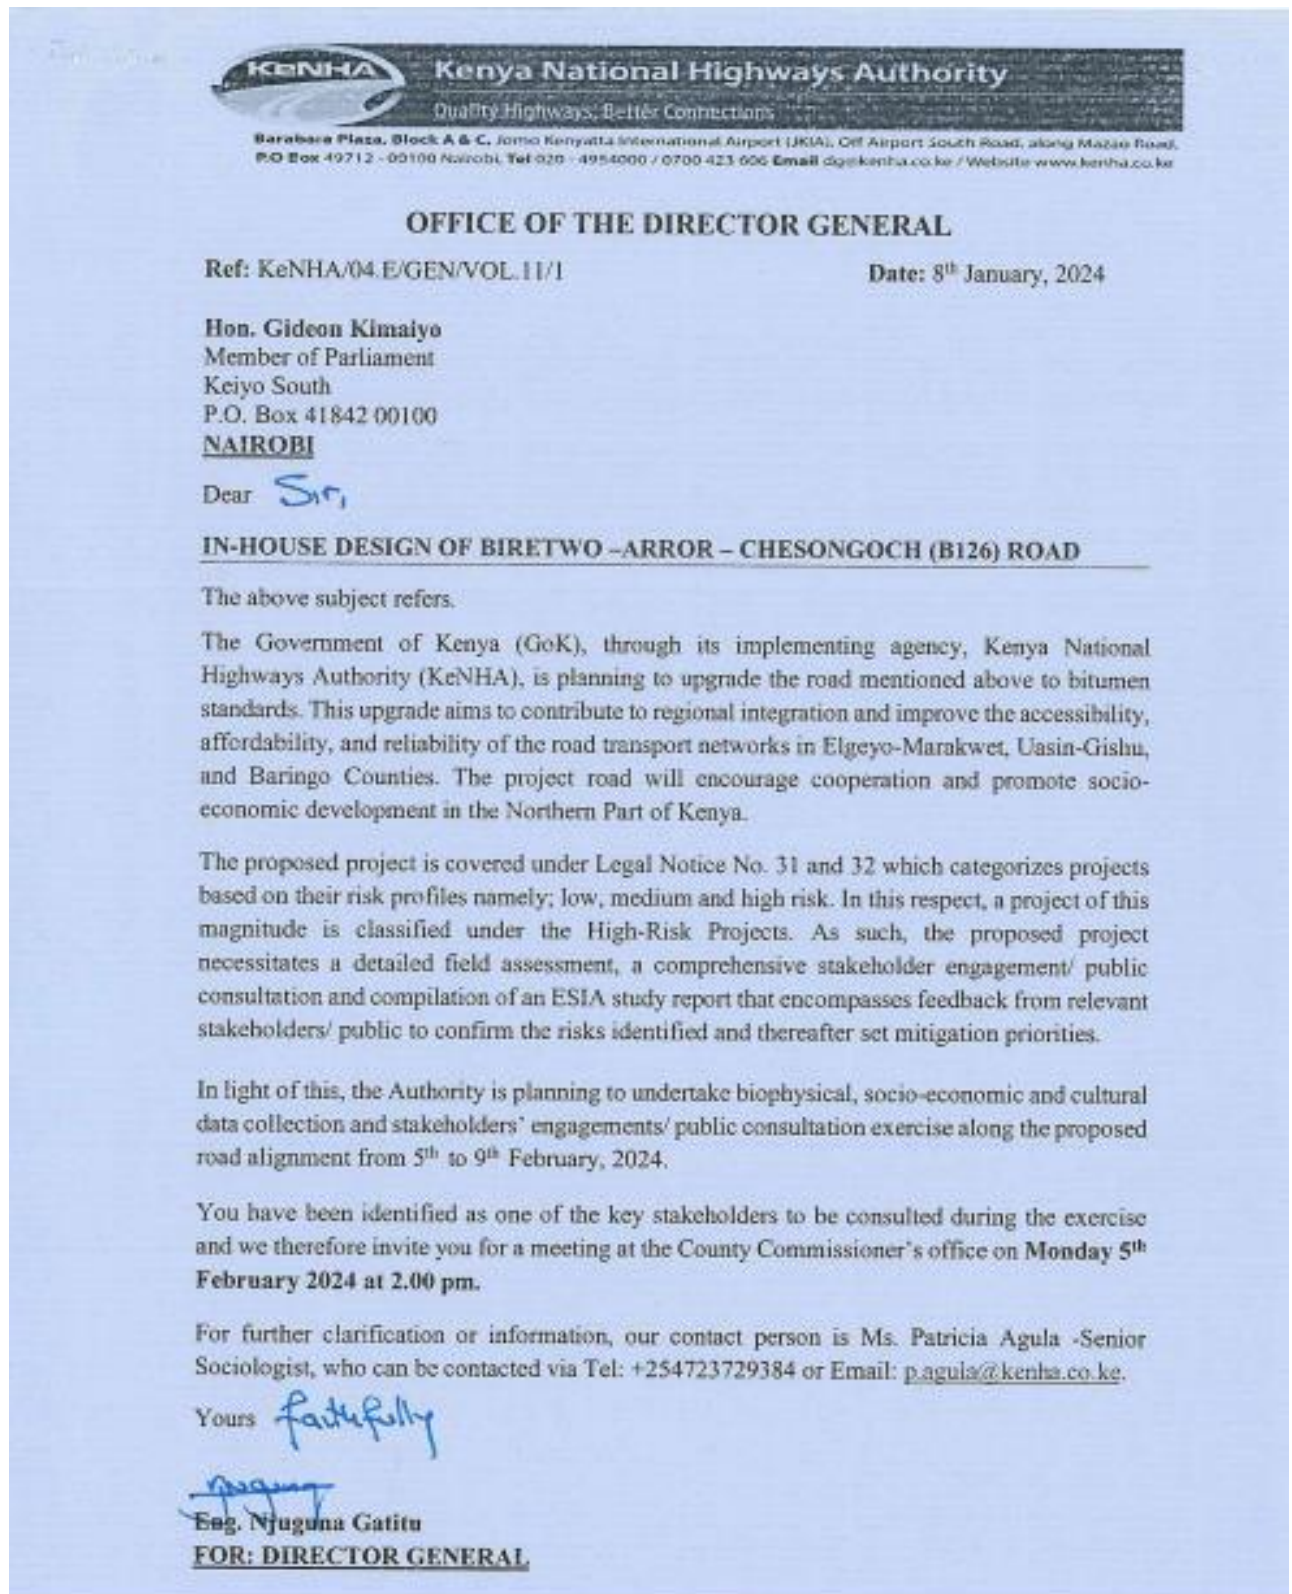 KeNHA
Kenya National Highways Authority
Quality Highways, Better Connections
Barabara Plaza, Block A & C, Jomo Kenyatta International Airport (JKIA), Off Airport South Road, along Mazao Road,
P.O Box 49712 - 00100 Nairobi, Tel 020 - 4954000 / 0700 423 606 Email dg@kenha.co.ke / Website www.kenha.co.ke
OFFICE OF THE DIRECTOR GENERAL
Ref: KeNHA/04.E/GEN/VOL.11/1 Date: 8th January, 2024
Hon. Gideon Kimaiyo
Member of Parliament
Keiyo South
P.O. Box 41842 00100
NAIROBI
Dear Sir,
IN-HOUSE DESIGN OF BIRETWO –ARROR – CHESONGOCH (B126) ROAD
The above subject refers.
The Government of Kenya (GoK), through its implementing agency, Kenya National
Highways Authority (KeNHA), is planning to upgrade the road mentioned above to bitumen
standards. This upgrade aims to contribute to regional integration and improve the accessibility,
affordability, and reliability of the road transport networks in Elgeyo-Marakwet, Uasin-Gishu,
and Baringo Counties. The project road will encourage cooperation and promote socio-
economic development in the Northern Part of Kenya.
The proposed project is covered under Legal Notice No. 31 and 32 which categorizes projects
based on their risk profiles namely; low, medium and high risk. In this respect, a project of this
magnitude is classified under the High-Risk Projects. As such, the proposed project
necessitates a detailed field assessment, a comprehensive stakeholder engagement/ public
consultation and compilation of an ESIA study report that encompasses feedback from relevant
stakeholders/ public to confirm the risks identified and thereafter set mitigation priorities.
In light of this, the Authority is planning to undertake biophysical, socio-economic and cultural
data collection and stakeholders’ engagements/ public consultation exercise along the proposed
road alignment from 5th to 9th February, 2024.
You have been identified as one of the key stakeholders to be consulted during the exercise
and we therefore invite you for a meeting at the County Commissioner’s office on Monday 5th
February 2024 at 2.00 pm.
For further clarification or information, our contact person is Ms. Patricia Agula -Senior
Sociologist, who can be contacted via Tel: +254723729384 or Email: p.agula@kenha.co.ke.
Yours faithfully
Eng. Njuguna Gatitu
FOR: DIRECTOR GENERAL